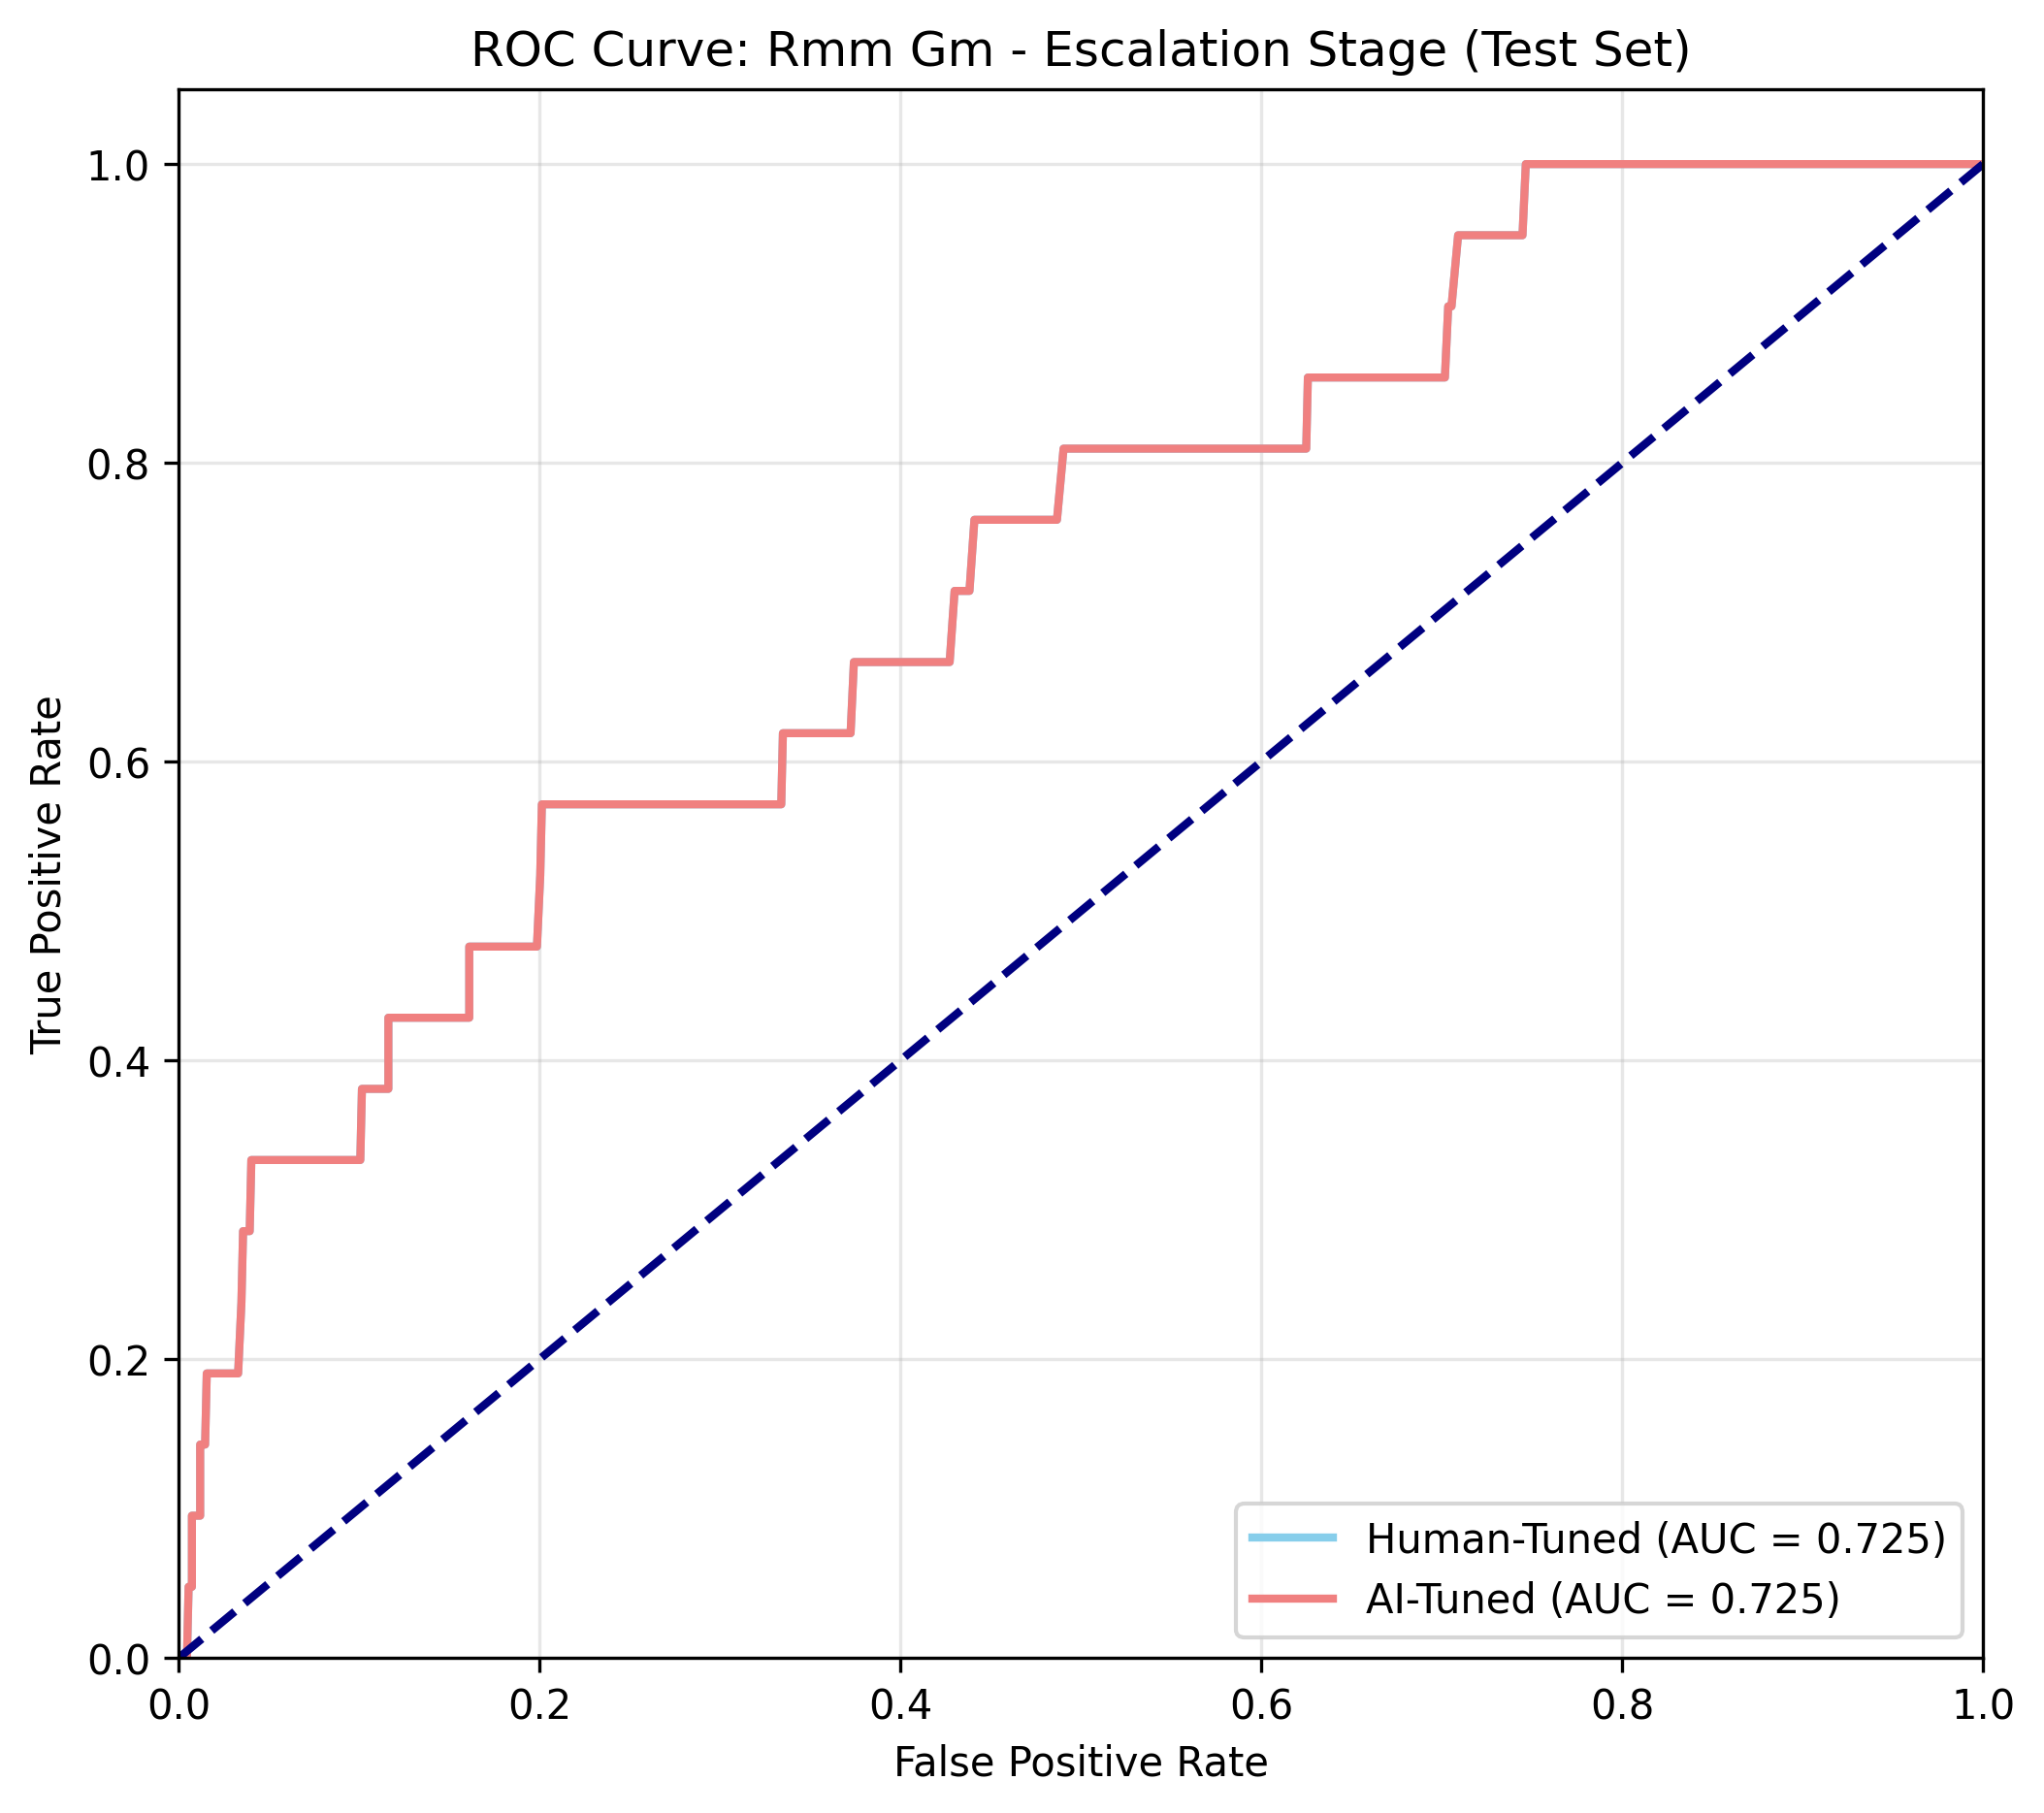 ROC Curve: Rmm Gm - Escalation Stage (Test Set)
1.0
0.8
0.6
0.4
0.2
0.0
True Positive Rate
0.0 0.2 0.4 0.6 0.8 1.0
False Positive Rate
Human-Tuned (AUC = 0.725)
AI-Tuned (AUC = 0.725)